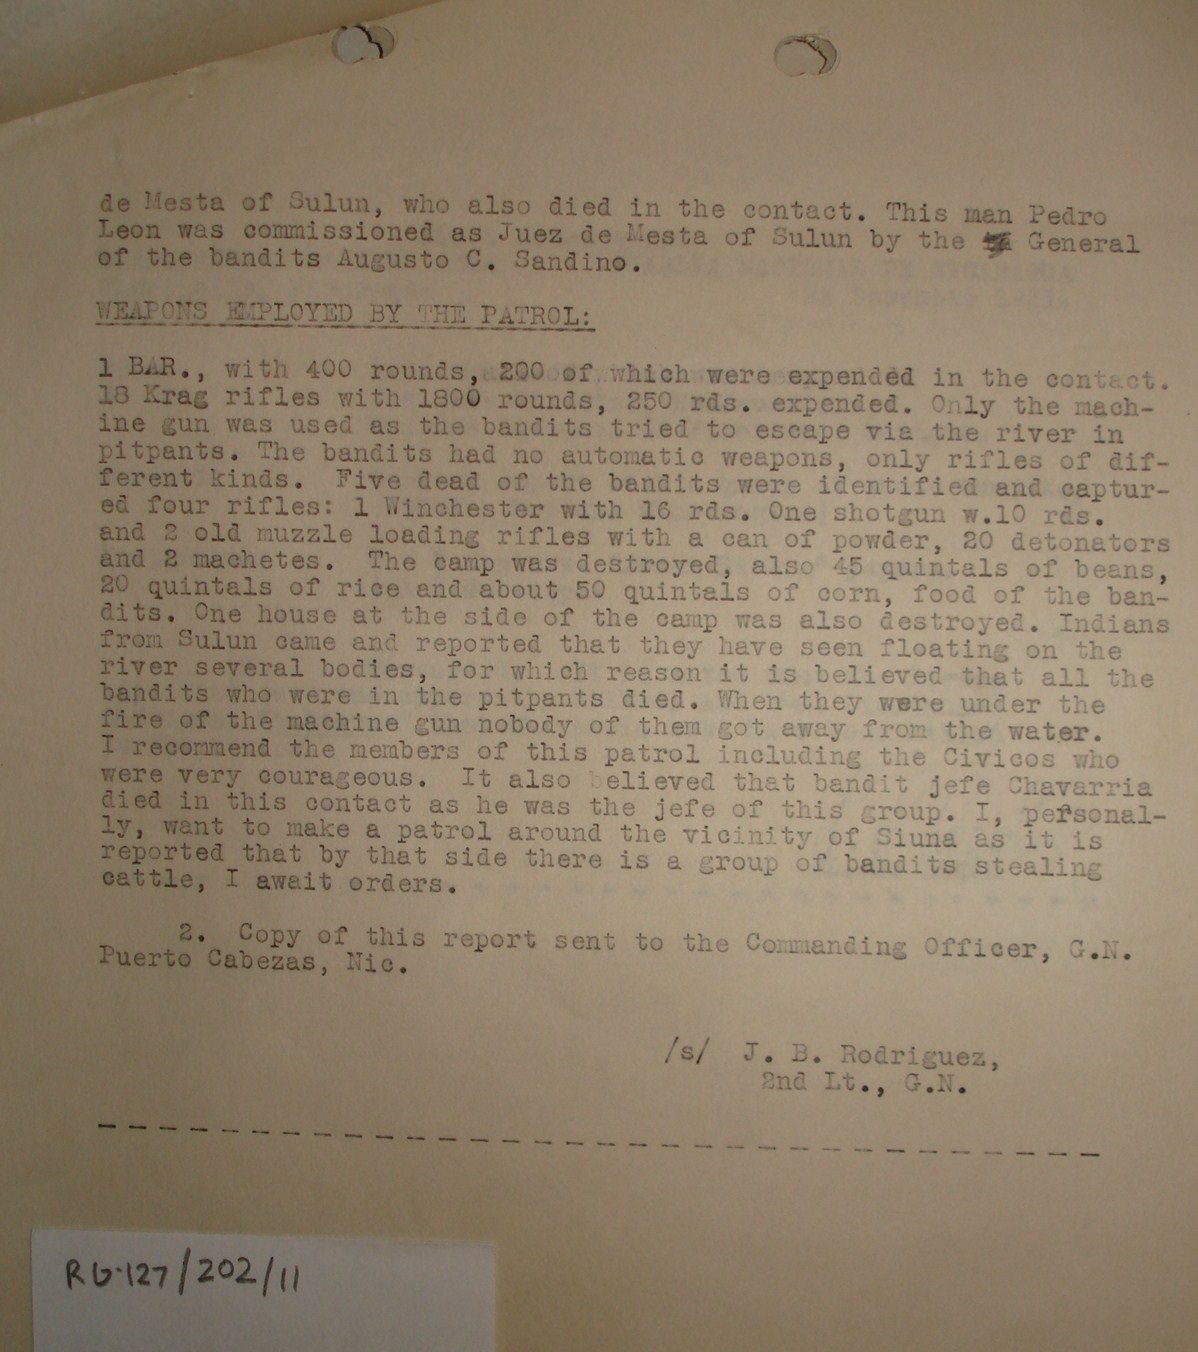 de Mesta of Sulun, who also died in the contact. This man Pedro
Leon was commissioned as Juez de Mesta of Sulun by the General
of the bandits Augusto C. Sandino.
WEAPONS EMPLOYED BY THE PATROL:
1 BAR., with 400 rounds, 200 of which were expended in the contact.
18 Krag rifles with 1800 rounds, 250 rds. expended. Only the mach-
ine gun was used as the bandits tried to escape via the river in
pitpants. The bandits had no automatic weapons, only rifles of dif-
ferent kinds. Five dead of the bandits were identified and captur-
ed four rifles: 1 Winchester with 16 rds. One shotgun w.10 rds.
and 2 old muzzle loading rifles with a can of powder, 20 detonators
and 2 machetes. The camp was destroyed, also 45 quintals of beans,
20 quintals of rice and about 50 quintals of corn, food of the ban-
dits. One house at the side of the camp was also destroyed. Indians
from Sulun came and reported that they have seen floating on the
river several bodies, for which reason it is believed that all the
bandits who were in the pitpants died. When they were under the
fire of the machine gun nobody of them got away from the water.
I recommend the members of this patrol including the Civicos who
were very courageous. It also believed that bandit jefe Chavarria
died in this contact as he was the jefe of this group. I, personal-
ly, want to make a patrol around the vicinity of Siuna as it is
reported that by that side there is a group of bandits stealing
cattle, I await orders.
2. Copy of this report sent to the Commanding Officer, G.N.
Puerto Cabezas, Nic.
/s/ J. B. Rodriguez,
2nd Lt., G.N.
RG·127/202/11